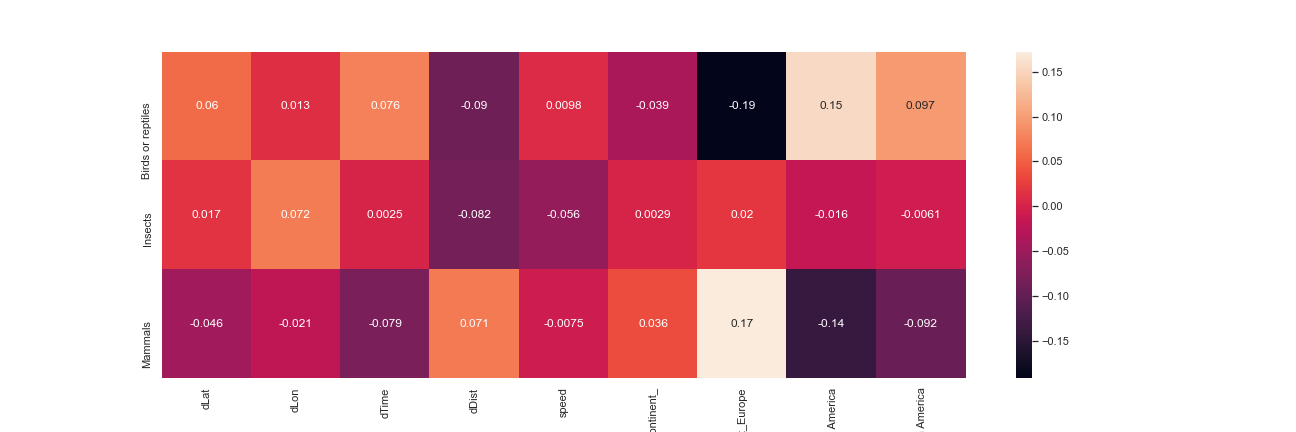 Birds or reptiles 0.06 0.013 0.076 -0.09 0.0098 -0.039 -0.19 0.15 0.097
Insects 0.017 0.072 0.0025 -0.082 -0.056 0.0029 0.02 -0.016 -0.0061
Mammals -0.046 -0.021 -0.079 0.071 -0.0075 0.036 0.17 -0.14 -0.092
dLat dLon dTime dDist speed ontinent_ _Europe America America
0.15
0.10
0.05
0.00
−0.05
−0.10
−0.15